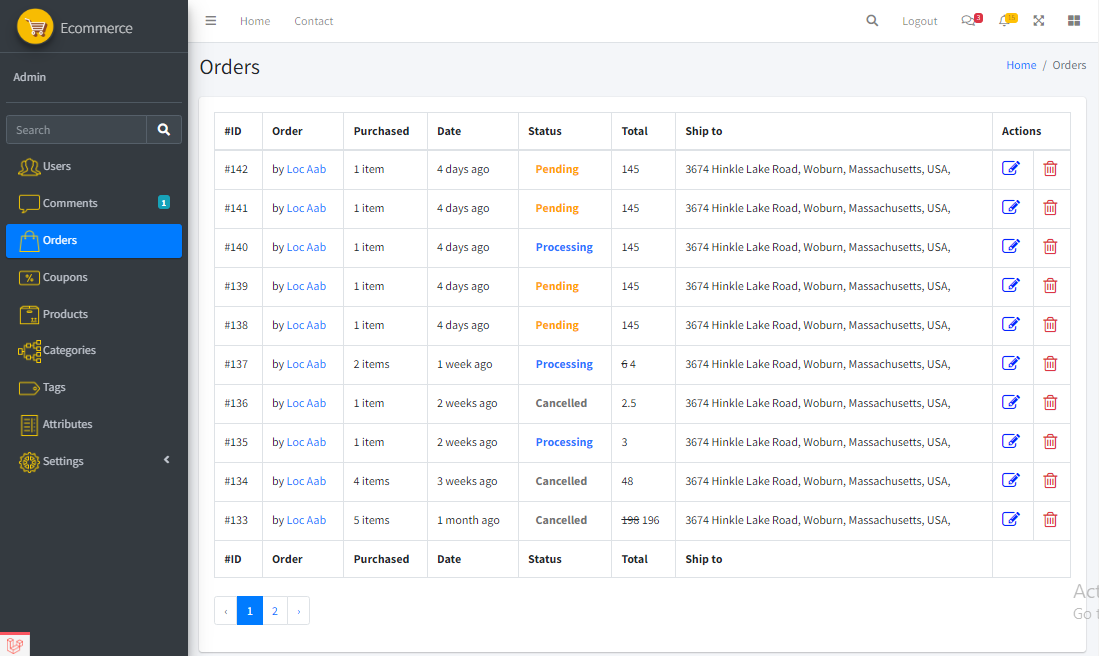 Ecommerce
Home Contact
Logout 3 15
Admin
Search
Users
Comments 1
Orders
Coupons
Products
Categories
Tags
Attributes
Settings
Orders
Home / Orders
#ID Order Purchased Date Status Total Ship to Actions
#142 by Loc Aab 1 item 4 days ago Pending 145 3674 Hinkle Lake Road, Woburn, Massachusetts, USA,
#141 by Loc Aab 1 item 4 days ago Pending 145 3674 Hinkle Lake Road, Woburn, Massachusetts, USA,
#140 by Loc Aab 1 item 4 days ago Processing 145 3674 Hinkle Lake Road, Woburn, Massachusetts, USA,
#139 by Loc Aab 1 item 4 days ago Pending 145 3674 Hinkle Lake Road, Woburn, Massachusetts, USA,
#138 by Loc Aab 1 item 4 days ago Pending 145 3674 Hinkle Lake Road, Woburn, Massachusetts, USA,
#137 by Loc Aab 2 items 1 week ago Processing 6 4 3674 Hinkle Lake Road, Woburn, Massachusetts, USA,
#136 by Loc Aab 1 item 2 weeks ago Cancelled 2.5 3674 Hinkle Lake Road, Woburn, Massachusetts, USA,
#135 by Loc Aab 1 item 2 weeks ago Processing 3 3674 Hinkle Lake Road, Woburn, Massachusetts, USA,
#134 by Loc Aab 4 items 3 weeks ago Cancelled 48 3674 Hinkle Lake Road, Woburn, Massachusetts, USA,
#133 by Loc Aab 5 items 1 month ago Cancelled 198 196 3674 Hinkle Lake Road, Woburn, Massachusetts, USA,
#ID Order Purchased Date Status Total Ship to
‹ 1 2 ›
Act
Go t